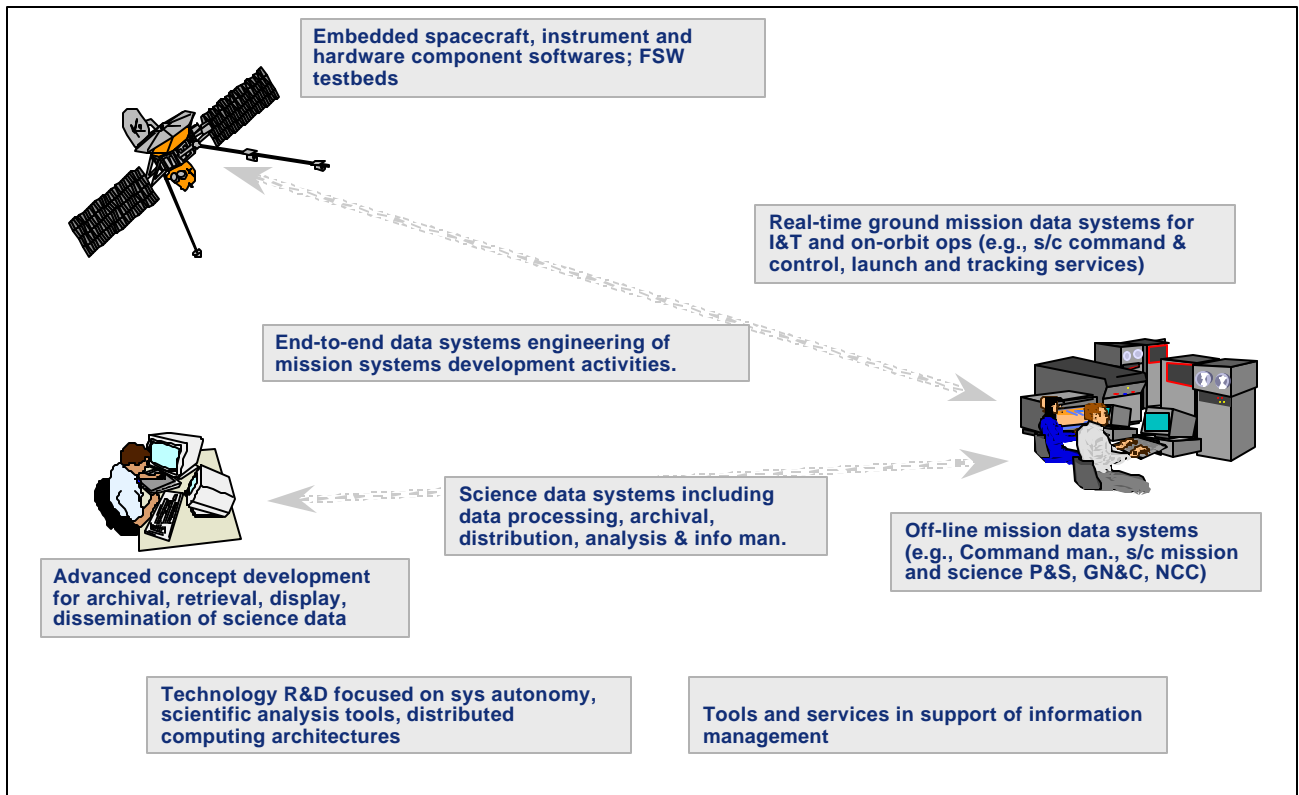 Embedded spacecraft, instrument and
hardware component softwares; FSW
testbeds
Real-time ground mission data systems for
I&T and on-orbit ops (e.g., s/c command &
control, launch and tracking services)
End-to-end data systems engineering of
mission systems development activities.
Science data systems including
data processing, archival,
distribution, analysis & info man.
Off-line mission data systems
(e.g., Command man., s/c mission
and science P&S, GN&C, NCC)
Advanced concept development
for archival, retrieval, display,
dissemination of science data
Technology R&D focused on sys autonomy,
scientific analysis tools, distributed
computing architectures
Tools and services in support of information
management